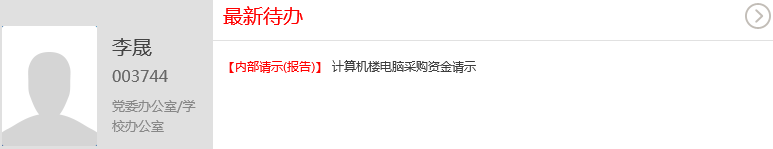 李晟
003744
党委办公室/学
校办公室
最新待办
【内部请示(报告)】 计算机楼电脑采购资金请示